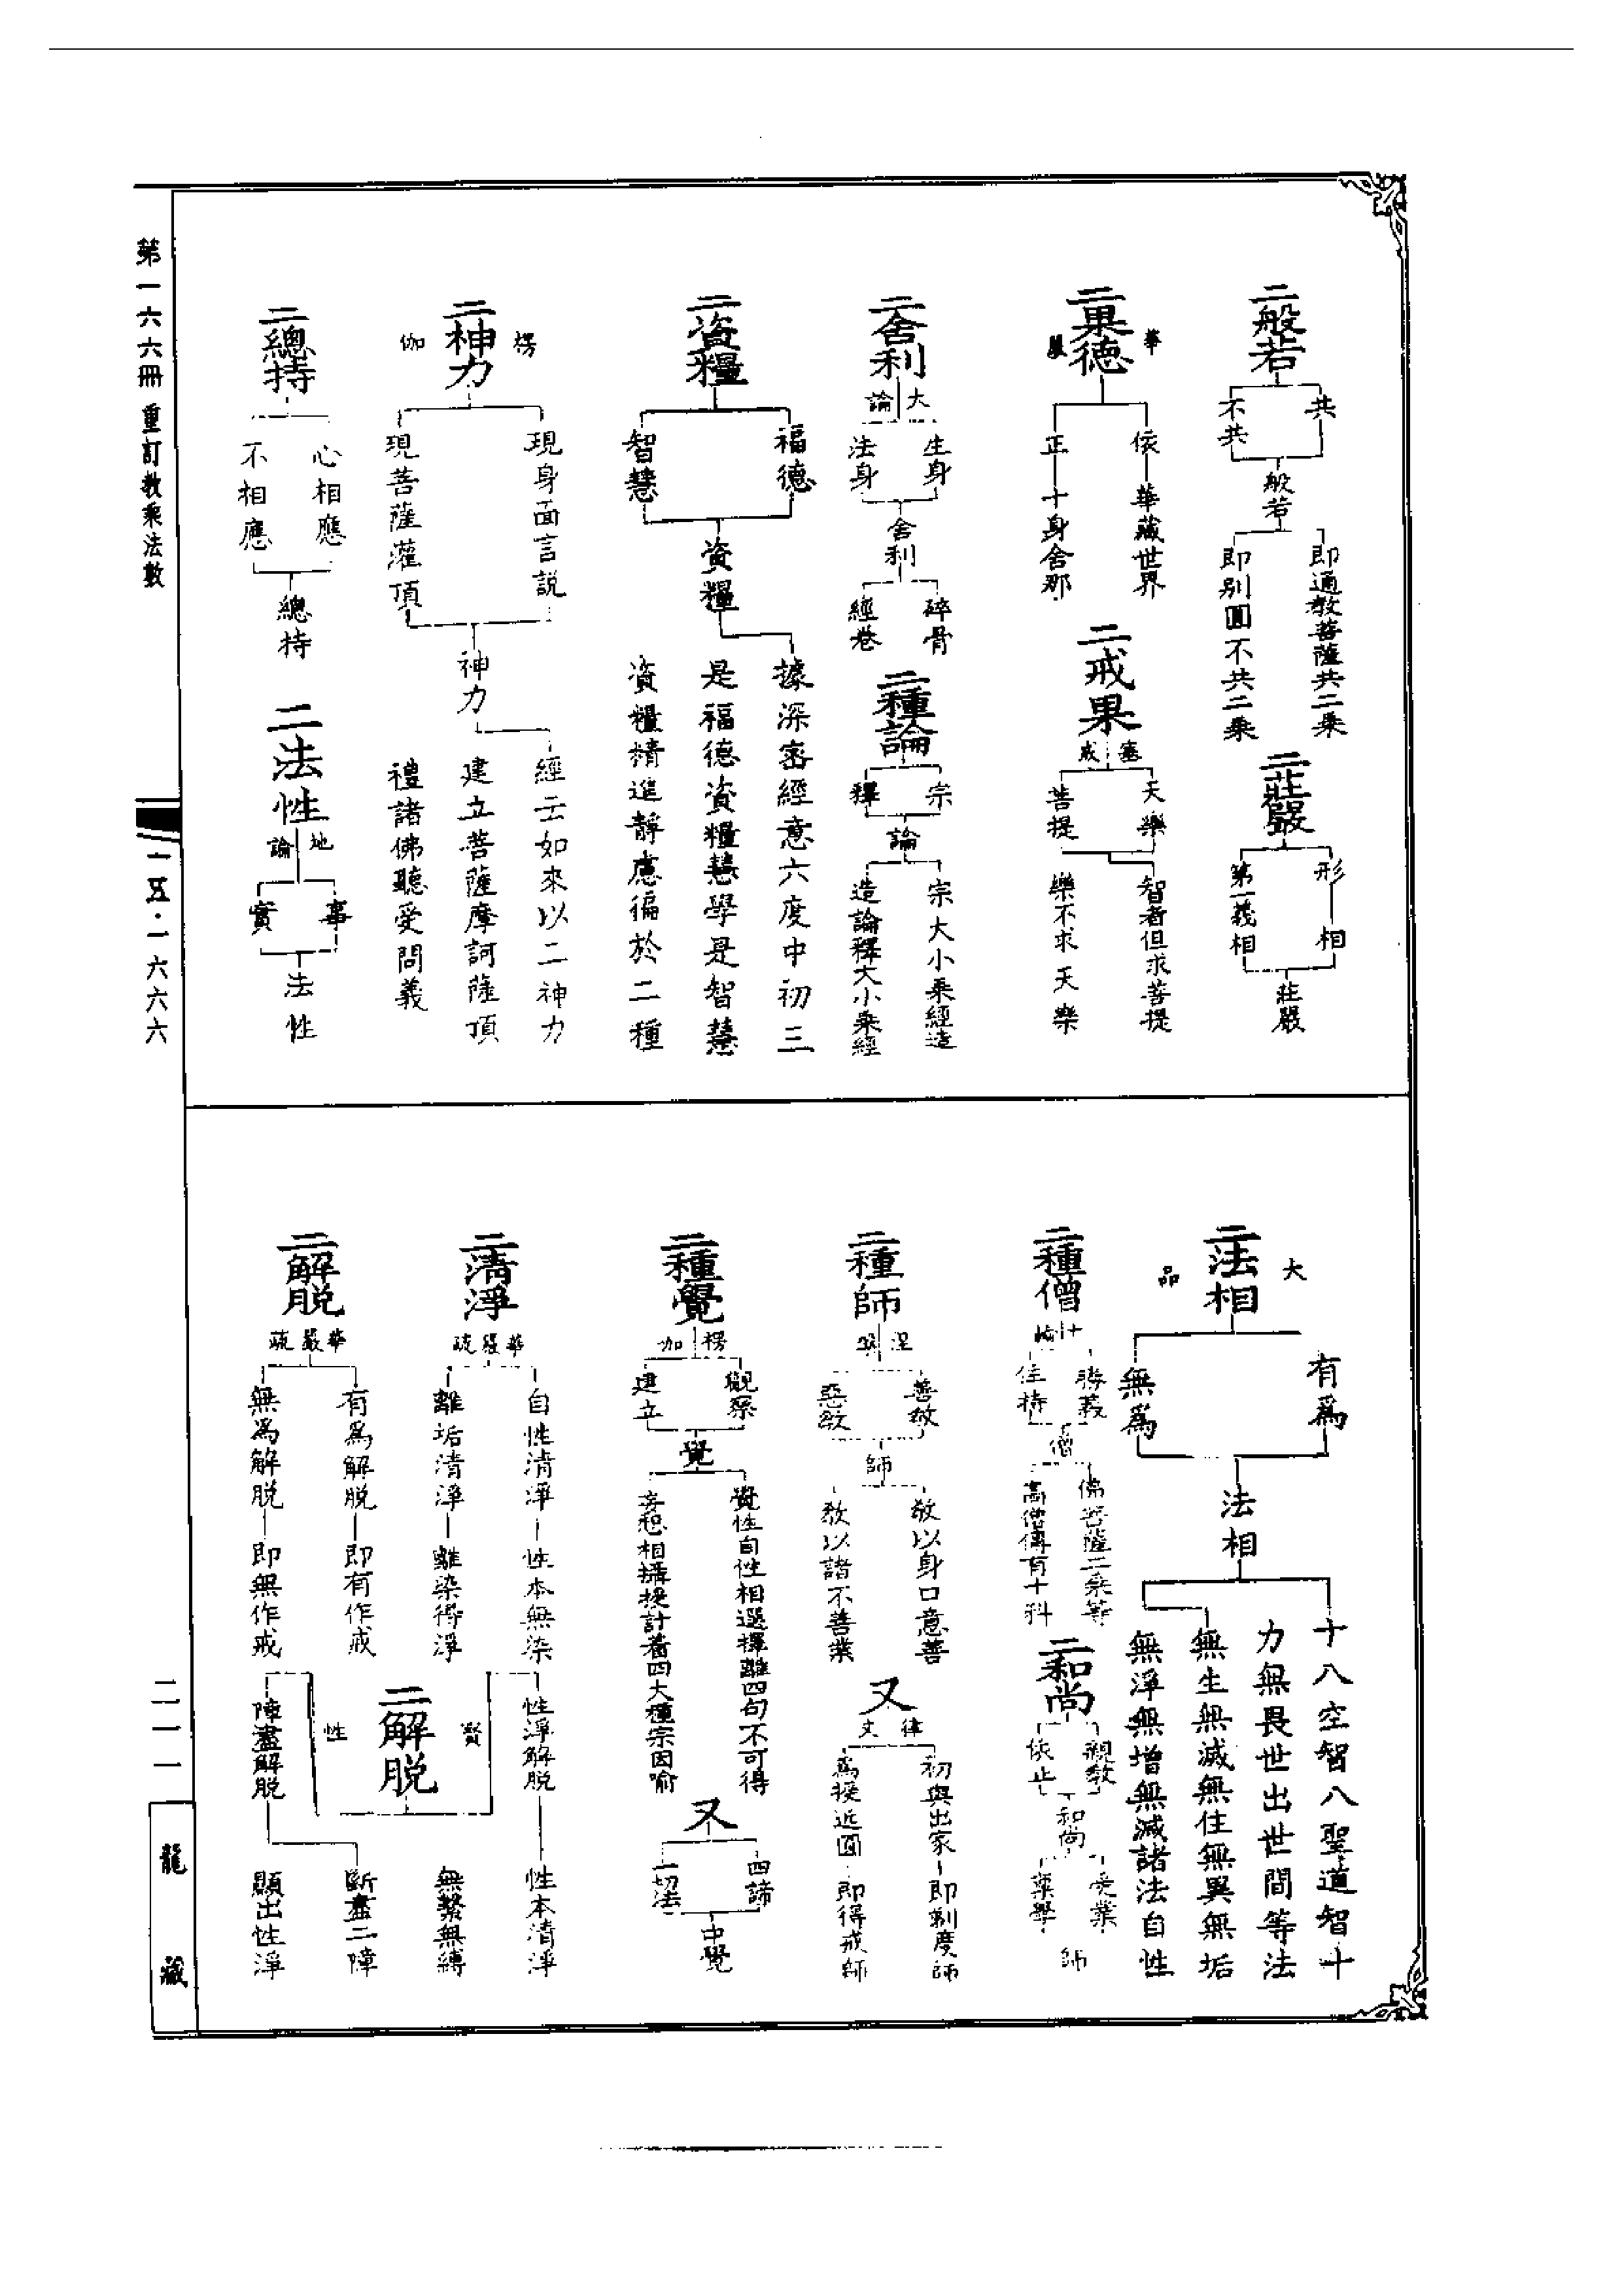 二般若
共
不共
般若
即通教菩薩共二乘
即別圓不共二乘
二莊嚴
形相
第一義相
莊嚴
二菓德
華
嚴
依
正
華藏世界
十身舍那
二戒果
天樂
菩提
智者但求菩提
樂不求天樂
二舍利
大
論
生身
法身
舍利
碎骨
經卷
二種論
宗
釋
論
宗大小乘經造
造論釋大小乘經
二資糧
福德
智慧
資糧
據深密經意六度中初三
是福德資糧慧學是智慧
資糧精進靜慮徧於二種
二神力
楞
伽
現身面言說
現菩薩灌頂
神力
經云如來以二神力
建立菩薩摩訶薩頂
禮諸佛聽受問義
二總持
心相應
不相應
總持
二法性
地
論
事
實
法性
第一六六冊 重訂教乘法數
一五·一六六六
二法相
大
品
有爲
無爲
法相
十八空智八聖道智十
力無畏世出世間等法
無生無滅無住無異無垢
無淨無增無減諸法自性
二種僧
十
輪
勝義
住持
僧
佛菩薩二乘等
高僧傳有十科
二和尚
親教
依止
和尚
受業
稟學
師
二種師
涅
善教
惡教
師
教以身口意善
教以諸不善業
又
律
文
初與出家
即剃度師
爲授近圓
即得戒師
二種覺
楞
伽
觀察
建立
覺
覺性自性相選擇離四句不可得
妄想相攝授計著四大種宗因喻
又
四諦
一切法
中覺
二清淨
華嚴疏
自性清淨
離垢清淨
性本無染
離染得淨
二解脫
華嚴疏
有爲解脫
無爲解脫
即有作戒
即無作戒
二解脫
賢
性
性淨解脫
障盡解脫
性本清淨
無繫無縛
斷盡二障
顯出性淨
二一一
龍藏